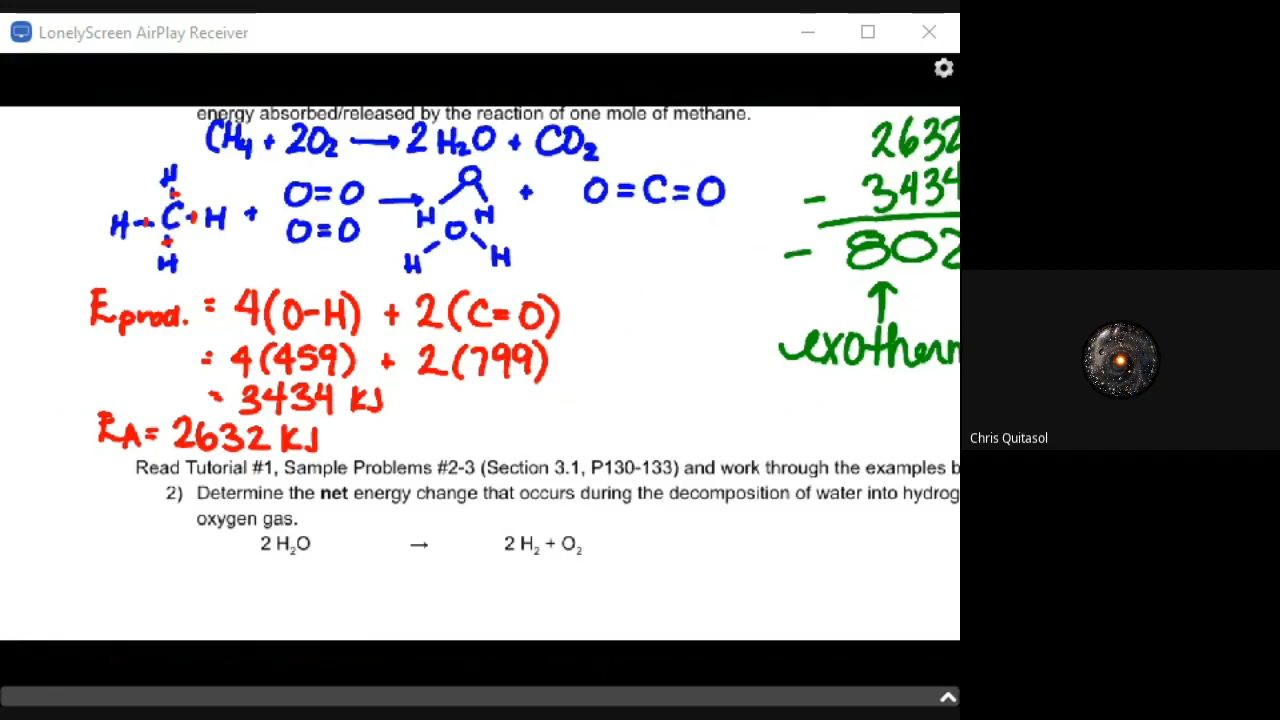 LonelyScreen AirPlay Receiver
energy absorbed/released by the reaction of one mole of methane.
CH4 + 2O2 → 2 H2O + CO2
H
H - C - H + O = O → O + O = C = O
H H
O = O O
H H H
E prod. = 4(O-H) + 2(C=O)
= 4(459) + 2(799)
= 3434 KJ
EA = 2632 KJ
2632
- 3434
- 802
↑
exotherm
Read Tutorial #1, Sample Problems #2-3 (Section 3.1, P130-133) and work through the examples b
2) Determine the net energy change that occurs during the decomposition of water into hydrog
oxygen gas.
2 H2O → 2 H2 + O2
Chris Quitasol